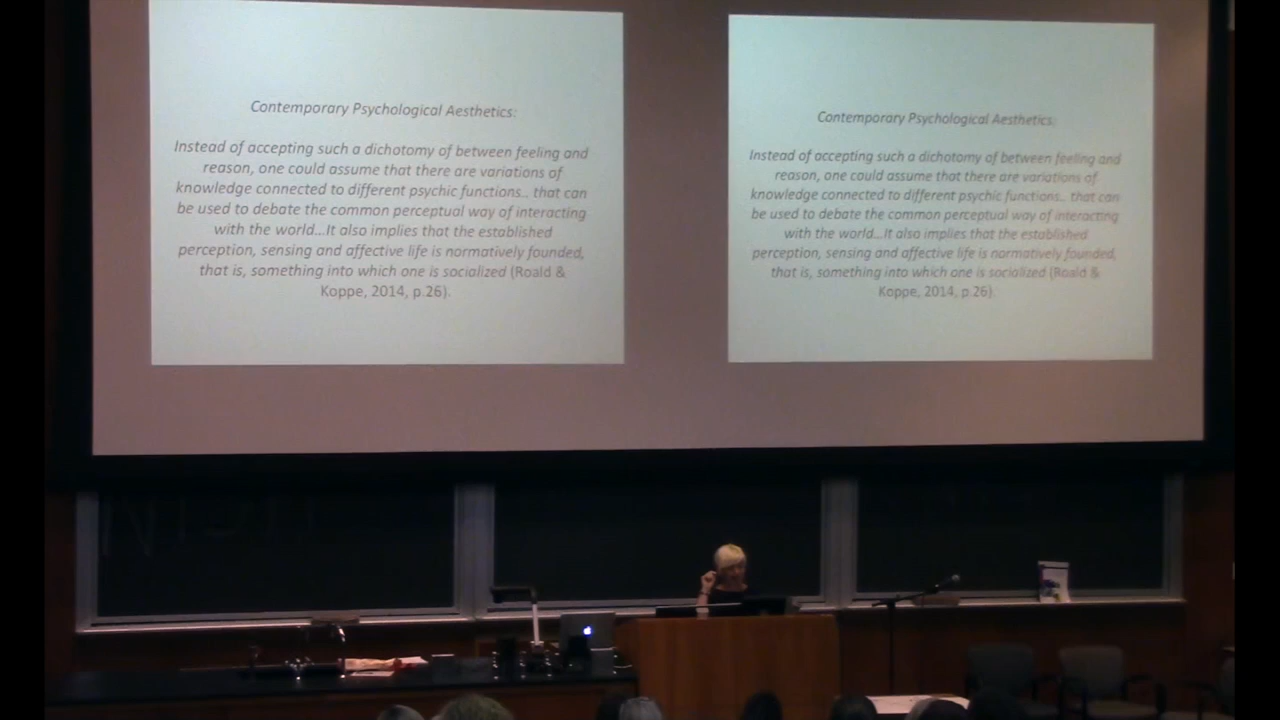 Contemporary Psychological Aesthetics:
Instead of accepting such a dichotomy of between feeling and
reason, one could assume that there are variations of
knowledge connected to different psychic functions.. that can
be used to debate the common perceptual way of interacting
with the world...It also implies that the established
perception, sensing and affective life is normatively founded,
that is, something into which one is socialized (Roald &
Koppe, 2014, p.26).
Contemporary Psychological Aesthetics:
Instead of accepting such a dichotomy of between feeling and
reason, one could assume that there are variations of
knowledge connected to different psychic functions.. that can
be used to debate the common perceptual way of interacting
with the world...It also implies that the established
perception, sensing and affective life is normatively founded,
that is, something into which one is socialized (Roald &
Koppe, 2014, p.26).